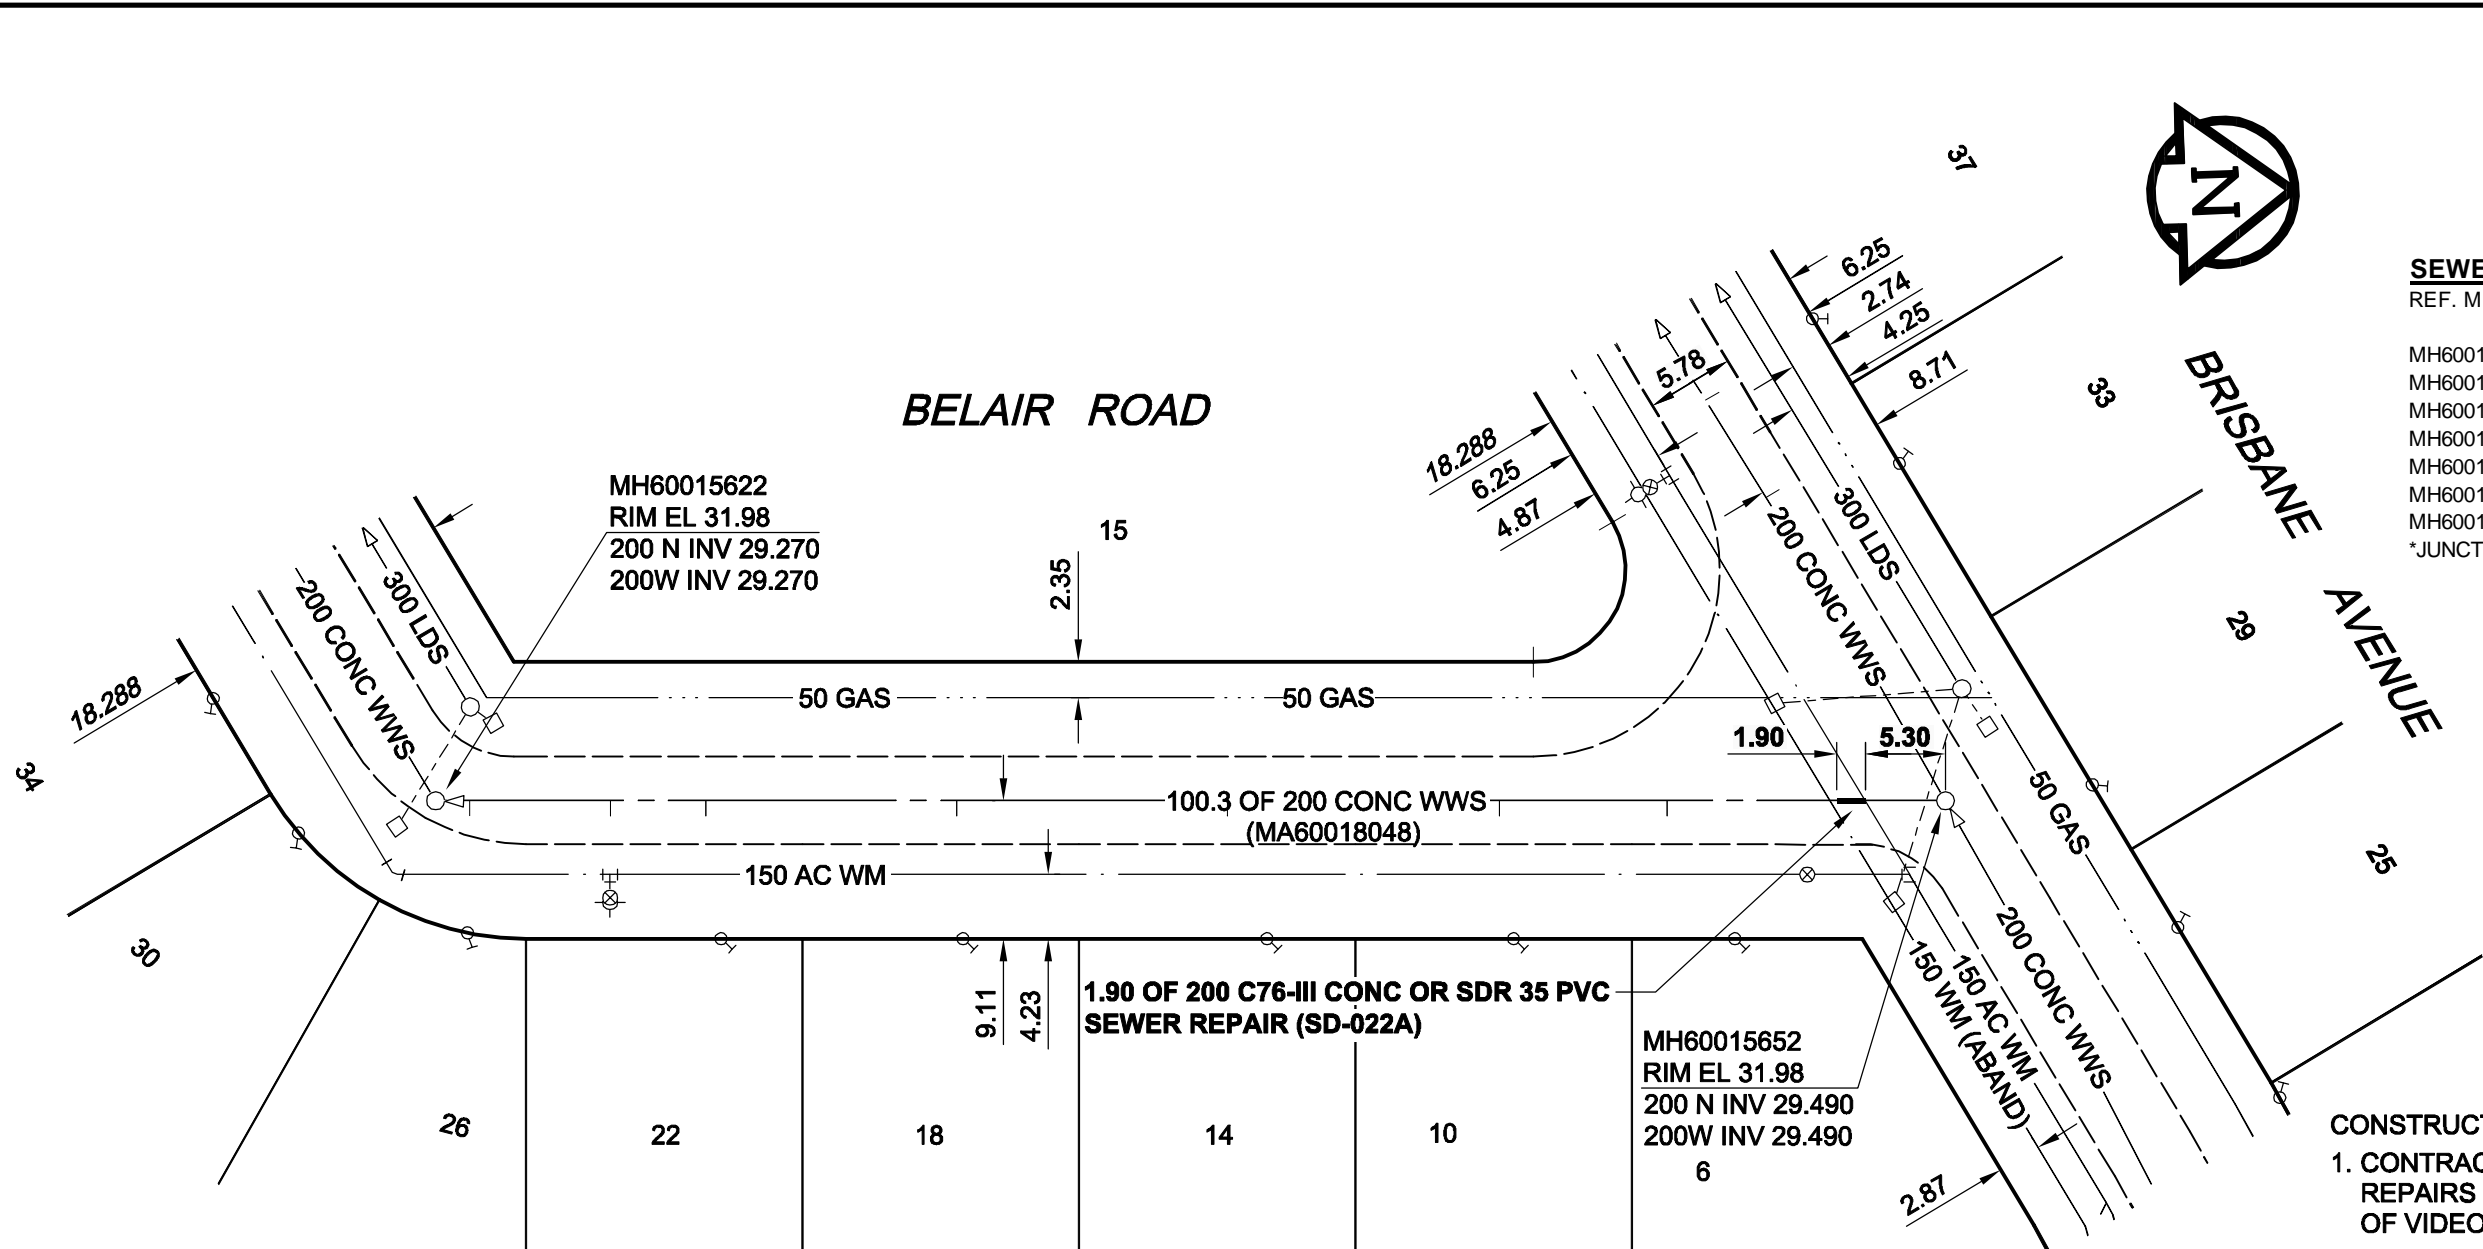 37
N
6.25
2.74
4.25
8.71
SEWE
REF. M
MH6001
MH6001
MH6001
MH6001
MH6001
MH6001
MH6001
*JUNCT
33
BRISBANE AVENUE
5.78
BELAIR ROAD
18.288
6.25
4.87
MH60015622
RIM EL 31.98
200 N INV 29.270
200W INV 29.270
15
2.35
300 LDS
200 CONC WWS
300 LDS
200 CONC WWS
29
18.288
50 GAS
50 GAS
1.90
5.30
34
100.3 OF 200 CONC WWS
(MA60018048)
50 GAS
25
150 AC WM
30
9.11
4.23
1.90 OF 200 C76-III CONC OR SDR 35 PVC
SEWER REPAIR (SD-022A)
200 CONC WWS
150 AC WM
150 WM (ABAND)
MH60015652
RIM EL 31.98
200 N INV 29.490
200W INV 29.490
26
22
18
14
10
6
2.87
CONSTRUCT
1. CONTRAC
REPAIRS
OF VIDEO